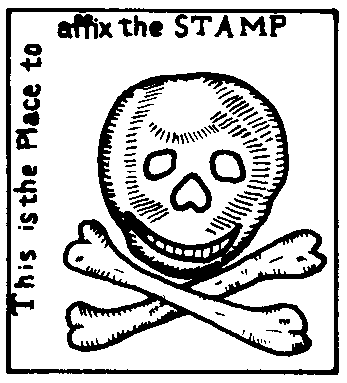 This is the Place to
affix the STAMP